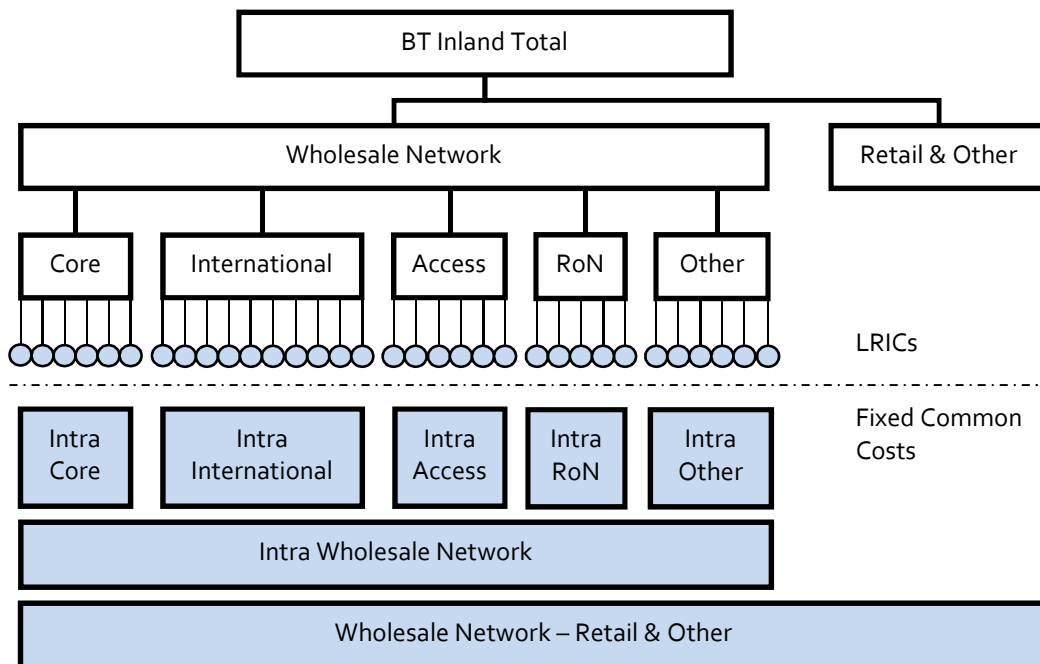 BT Inland Total
Wholesale Network
Retail & Other
Core
International
Access
RoN
Other
LRICs
Fixed Common
Costs
Intra
Core
Intra
International
Intra
Access
Intra
RoN
Intra
Other
Intra Wholesale Network
Wholesale Network – Retail & Other